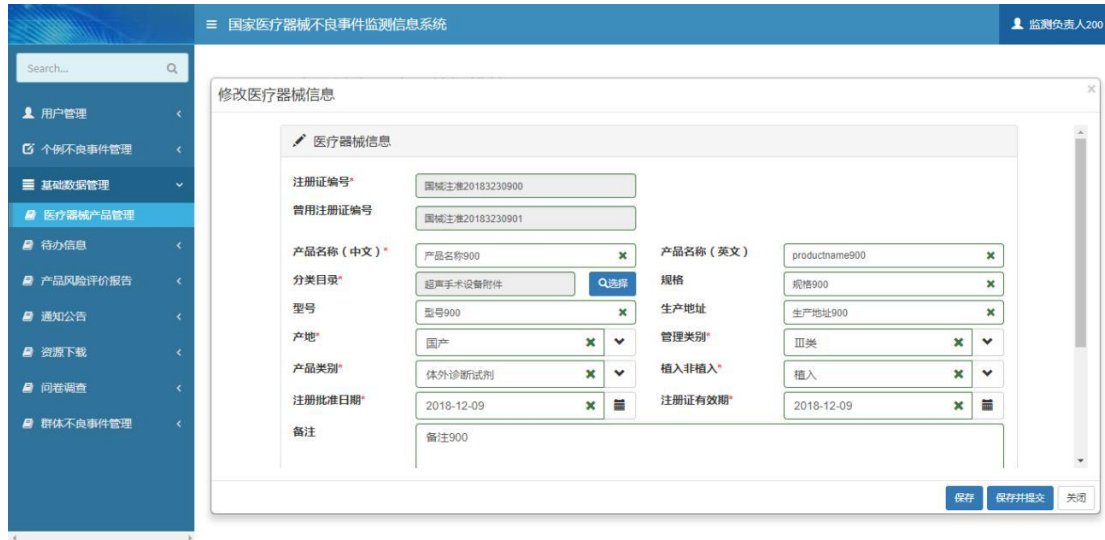 国家医疗器械不良事件监测信息系统
监测负责人200
Search...
用户管理
个例不良事件管理
基础数据管理
医疗器械产品管理
待办信息
产品风险评价报告
通知公告
资源下载
问卷调查
群体不良事件管理
修改医疗器械信息
医疗器械信息
注册证编号* 国械注准20183230900
曾用注册证编号 国械注准20183230901
产品名称（中文）* 产品名称900 产品名称（英文） productname900
分类目录* 超声手术设备附件 选择 规格 规格900
型号 型号900 生产地址 生产地址900
产地* 国产 管理类别* Ⅲ类
产品类别* 体外诊断试剂 植入非植入* 植入
注册批准日期* 2018-12-09 注册证有效期* 2018-12-09
备注 备注900
保存 保存并提交 关闭